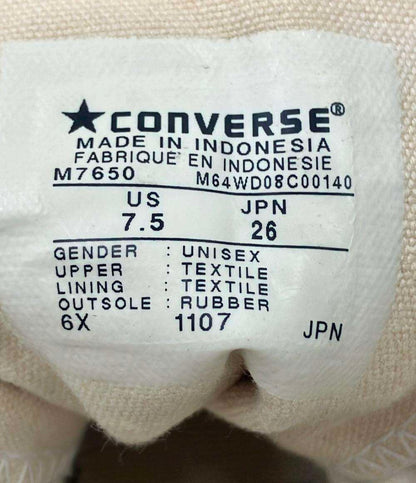 ★CONVERSE®
MADE IN INDONESIA
FABRIQUE EN INDONESIE
M7650 M64WD08C00140
US JPN
7.5 26
GENDER : UNISEX
UPPER : TEXTILE
LINING : TEXTILE
OUTSOLE : RUBBER
6X 1107 JPN